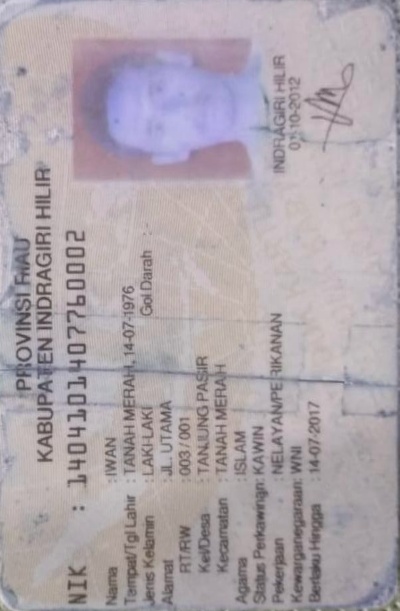 PROVINSI RIAU
KABUPATEN INDRAGIRI HILIR
NIK : 1404101407760002
Nama : IWAN
Tempat/Tgl Lahir : TANAH MERAH, 14-07-1976
Jenis Kelamin : LAKI-LAKI Gol Darah : -
Alamat : JL. UTAMA
RT/RW : 003/001
Kel/Desa : TANJUNG PASIR
Kecamatan : TANAH MERAH
Agama : ISLAM
Status Perkawinan: KAWIN
Pekerjaan : NELAYAN/PERIKANAN
Kewarganegaraan: WNI
Berlaku Hingga : 14-07-2017
INDRAGIRI HILIR
-10-2012